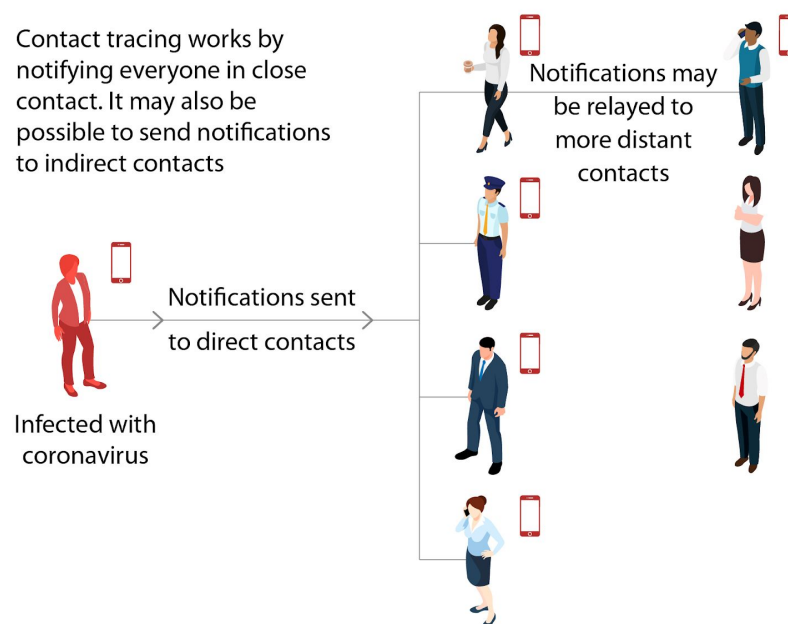 Contact tracing works by
notifying everyone in close
contact. It may also be
possible to send notifications
to indirect contacts
Notifications may
be relayed to
more distant
contacts
Notifications sent
to direct contacts
Infected with
coronavirus